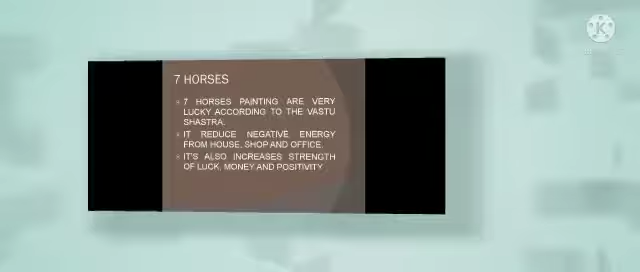 7 HORSES
7 HORSES PAINTING ARE VERY
LUCKY ACCORDING TO THE VASTU
SHASTRA.
IT REDUCE NEGATIVE ENERGY
FROM HOUSE, SHOP AND OFFICE.
IT'S ALSO INCREASES STRENGTH
OF LUCK, MONEY AND POSITIVITY
K